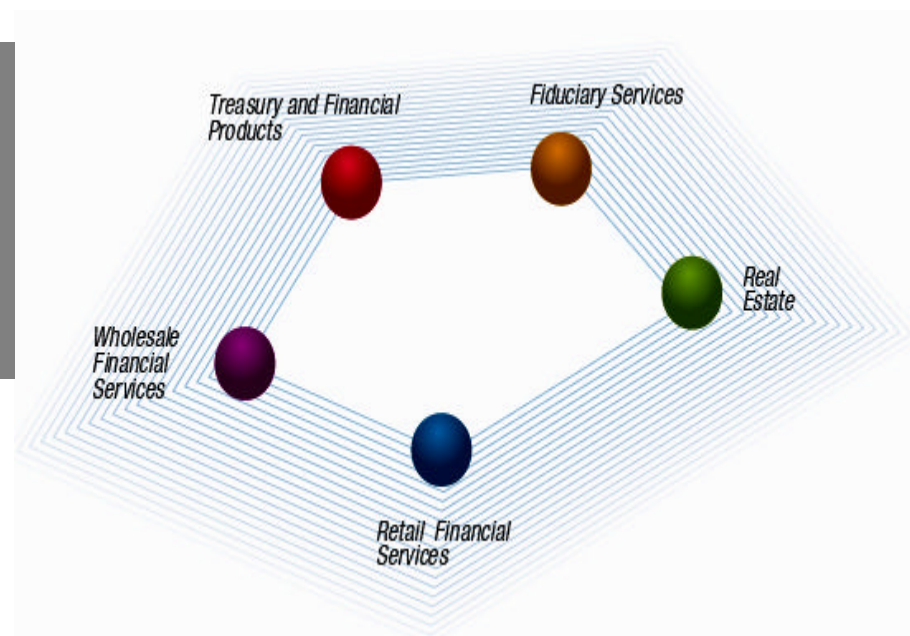 Treasury and Financial
Products
Fiduciary Services
Real
Estate
Wholesale
Financial
Services
Retail Financial
Services